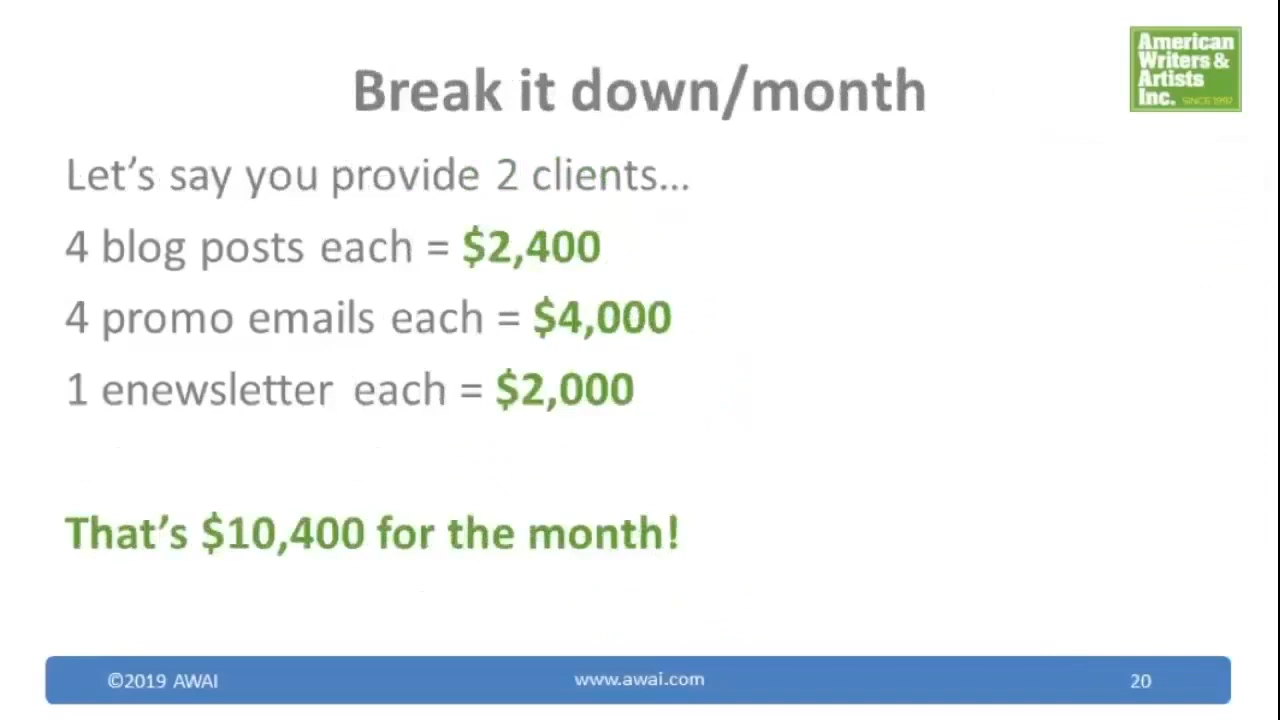 American
Writers &
Artists
Inc. SINCE 1997
Break it down/month
Let's say you provide 2 clients...
4 blog posts each = $2,400
4 promo emails each = $4,000
1 enewsletter each = $2,000
That's $10,400 for the month!
©2019 AWAI
www.awai.com
20